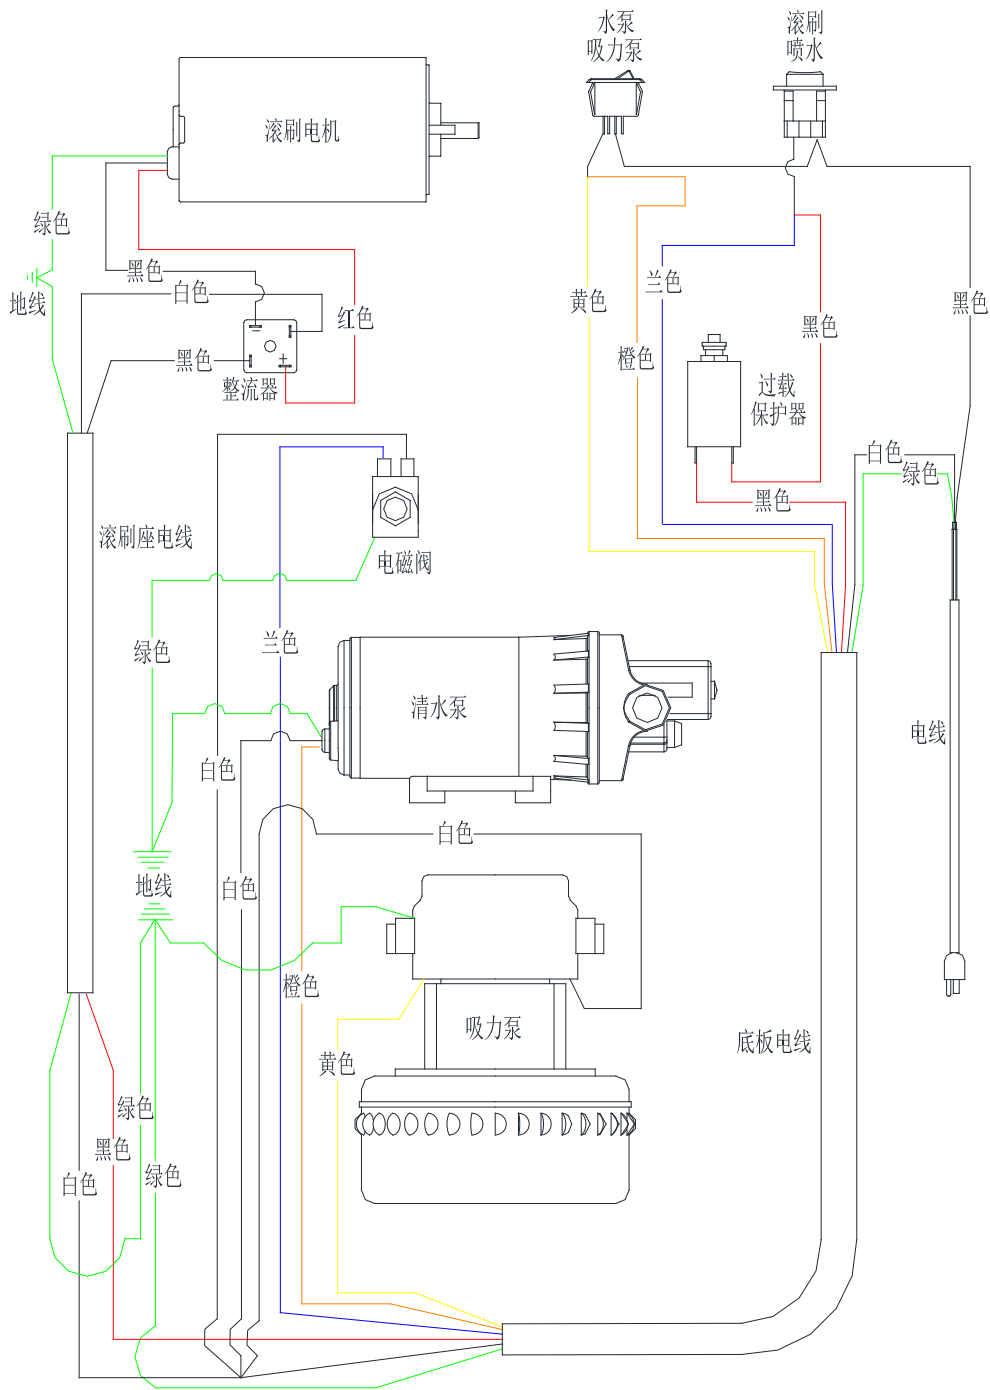 水泵
吸力泵
滚刷
喷水
滚刷电机
绿色
地线
黑色
白色
红色
黑色
整流器
黄色
兰色
橙色
黑色
黑色
过载
保护器
白色
绿色
黑色
滚刷座电线
电磁阀
绿色
兰色
清水泵
电线
白色
白色
地线
白色
橙色
吸力泵
黄色
底板电线
绿色
黑色
绿色
白色